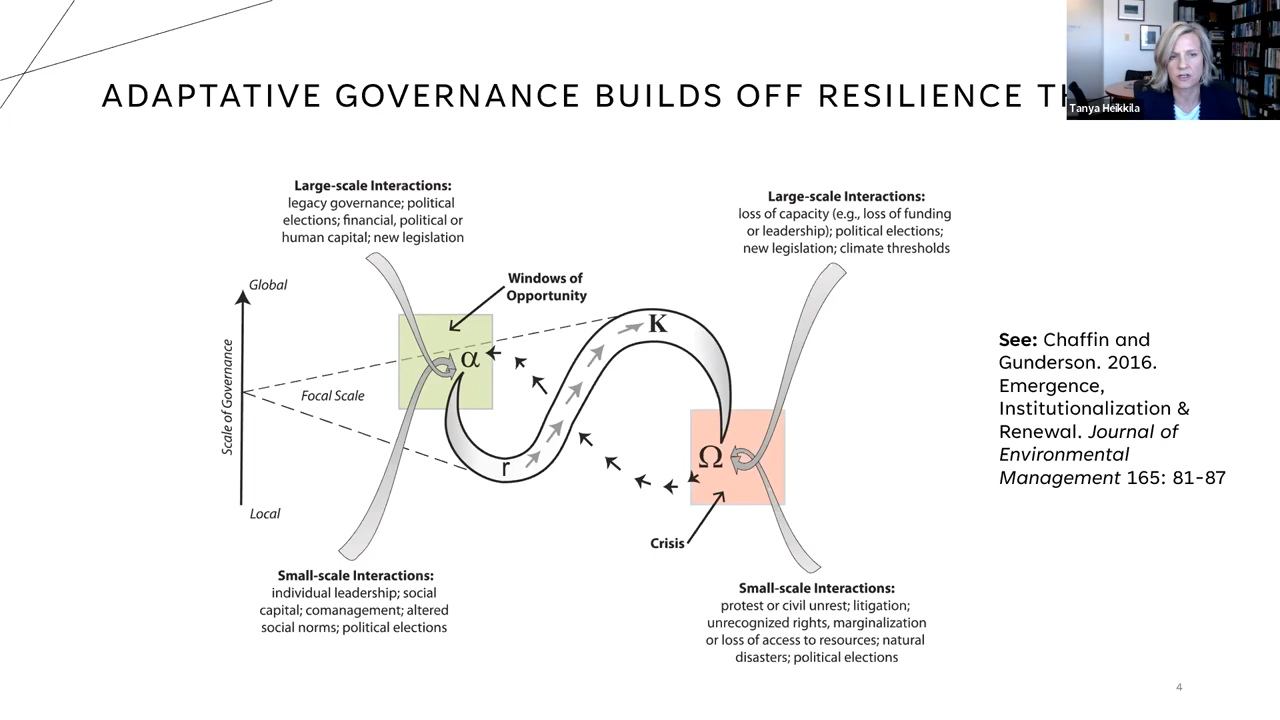 ADAPTATIVE GOVERNANCE BUILDS OFF RESILIENCE
Tanya Heikkila
Large-scale Interactions:
legacy governance; political
elections; financial, political or
human capital; new legislation
Large-scale Interactions:
loss of capacity (e.g., loss of funding
or leadership); political elections;
new legislation; climate thresholds
Windows of
Opportunity
Global
Scale of Governance
Local
Focal Scale
α
r
K
Ω
Crisis
See: Chaffin and
Gunderson. 2016.
Emergence,
Institutionalization &
Renewal. Journal of
Environmental
Management 165: 81-87
Small-scale Interactions:
individual leadership; social
capital; comanagement; altered
social norms; political elections
Small-scale Interactions:
protest or civil unrest; litigation;
unrecognized rights, marginalization
or loss of access to resources; natural
disasters; political elections
4